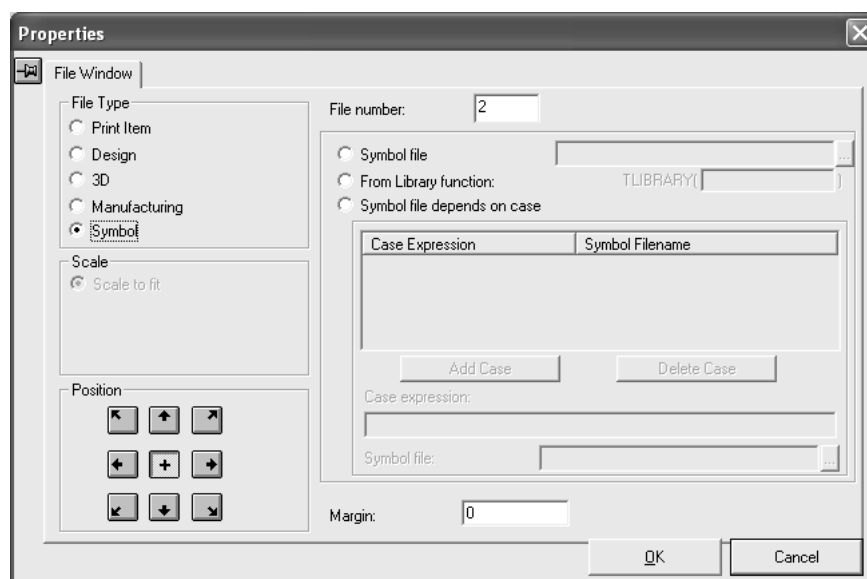 Properties
File Window
File Type
Print Item
Design
3D
Manufacturing
Symbol
Scale
Scale to fit
Position
File number: 2
Symbol file ...
From Library function: TLIBRARY( )
Symbol file depends on case
Case Expression Symbol Filename
Add Case Delete Case
Case expression:
Symbol file: ...
Margin: 0
OK Cancel